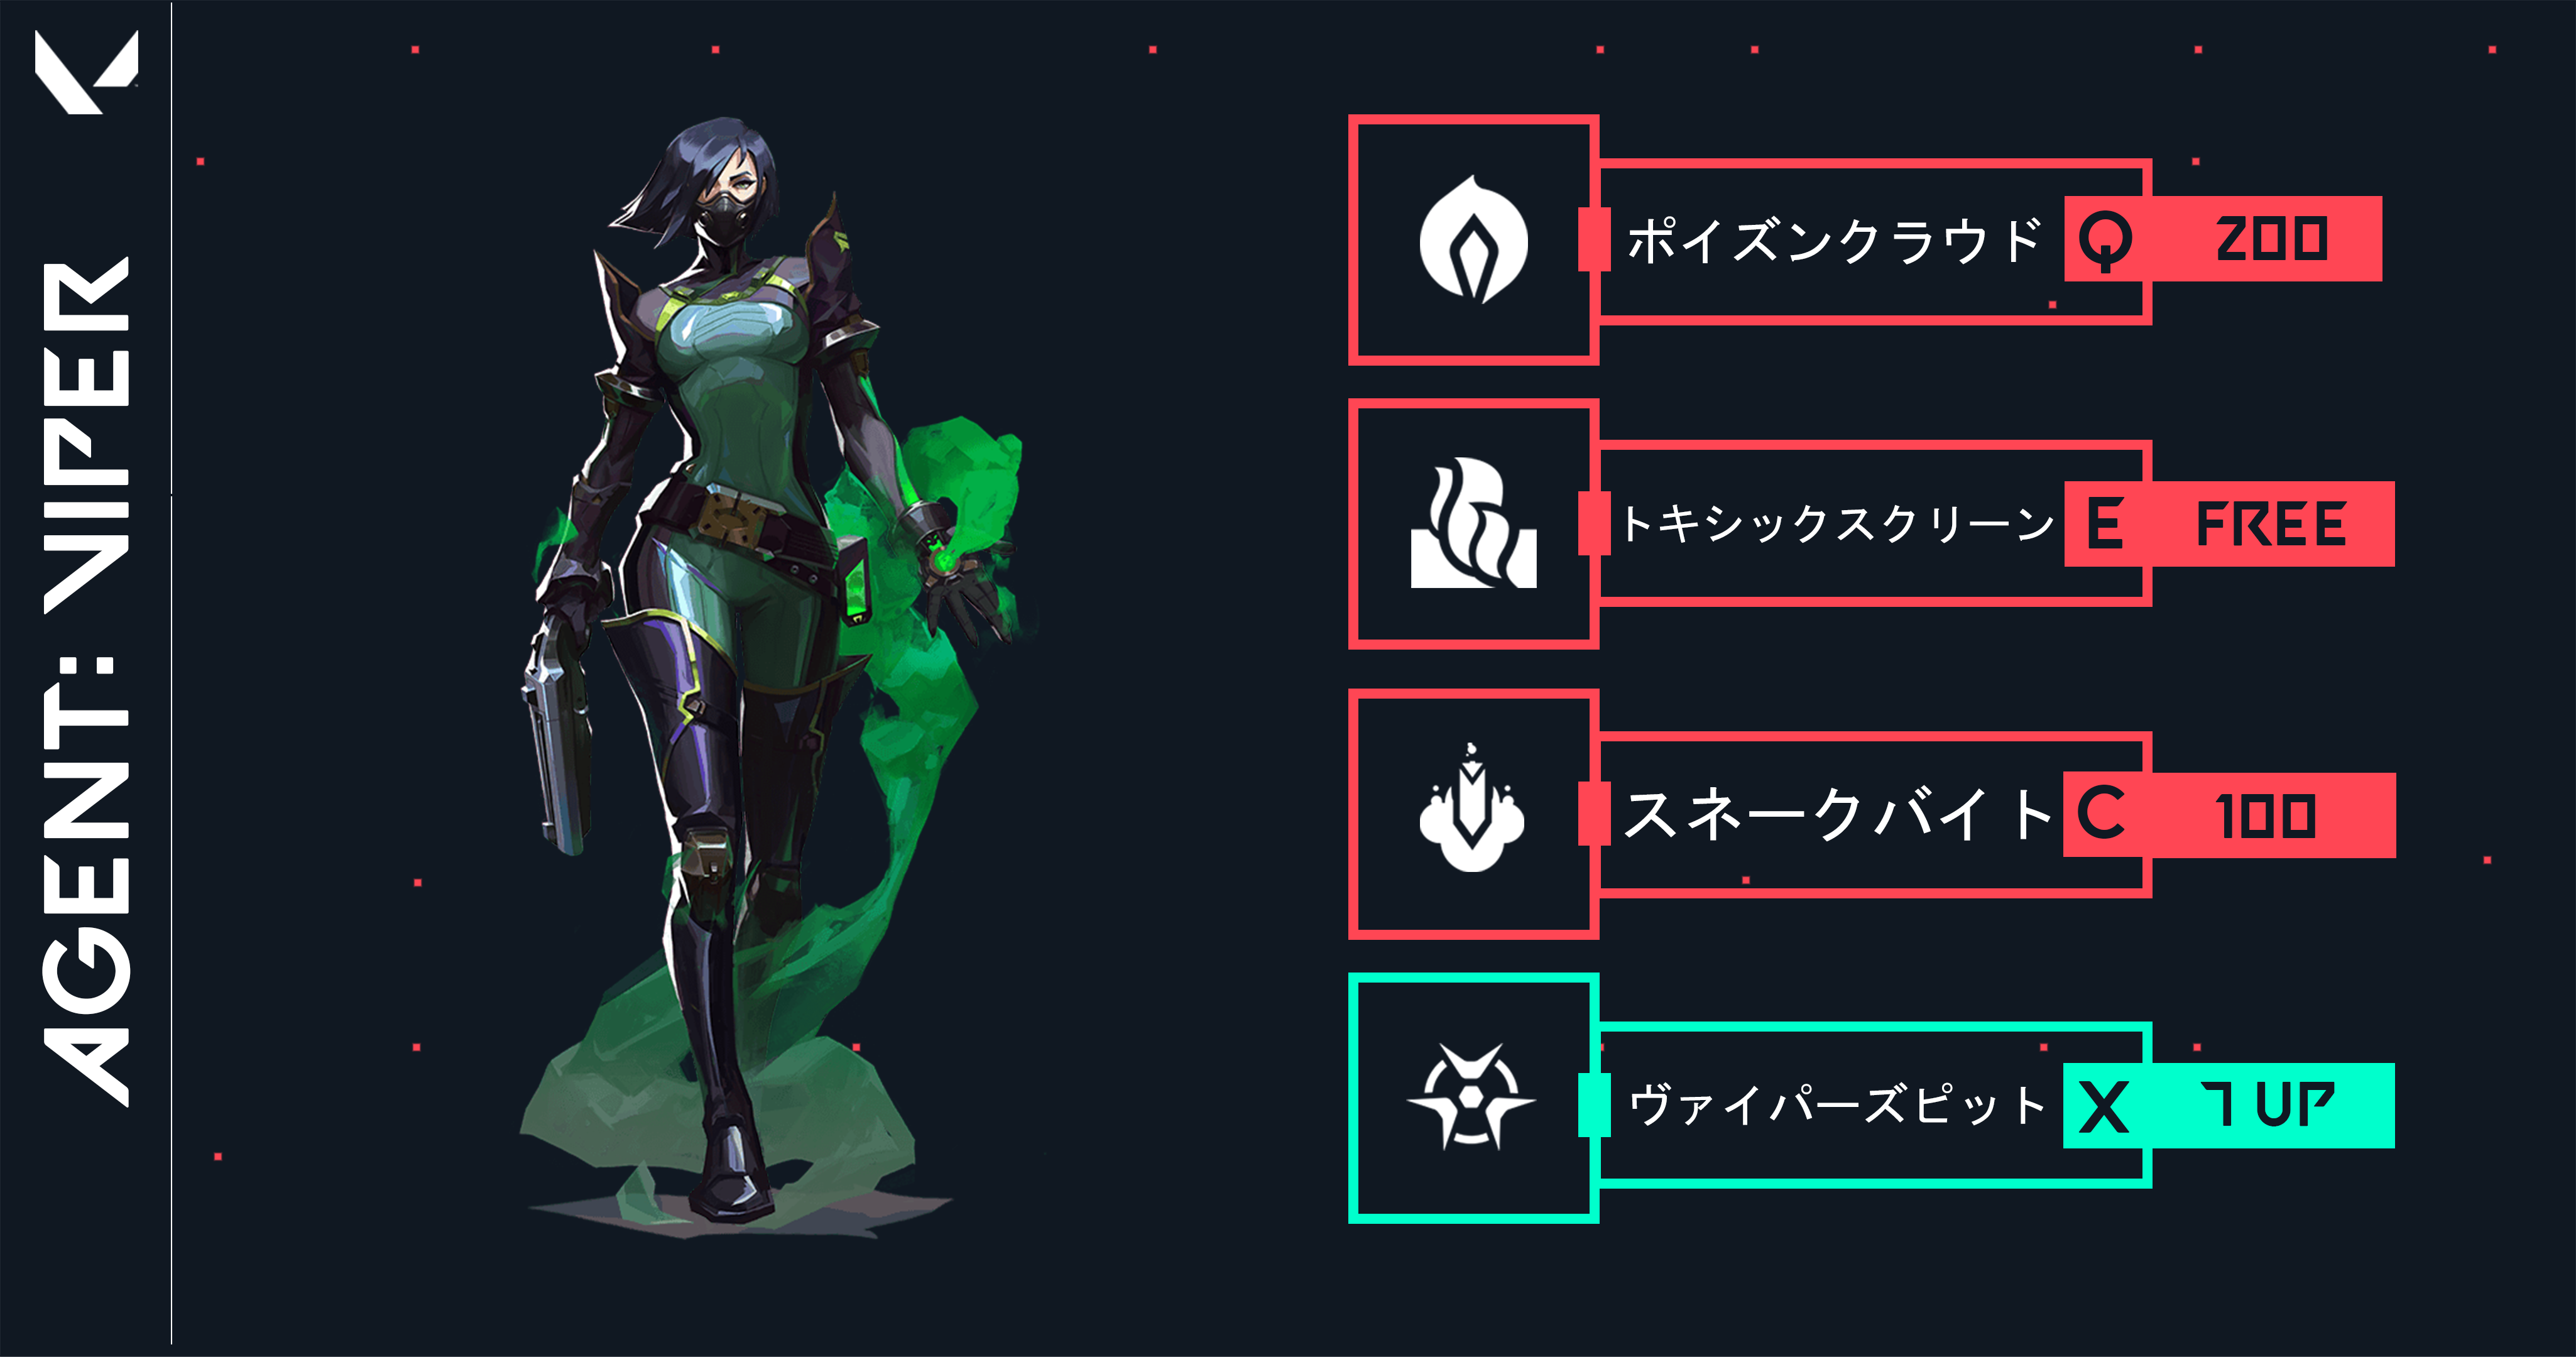 AGENT: VIPER
ポイズンクラウド Q 200
トキシックスクリーン E FREE
スネークバイト C 100
ヴァイパーズピット X 7 UP